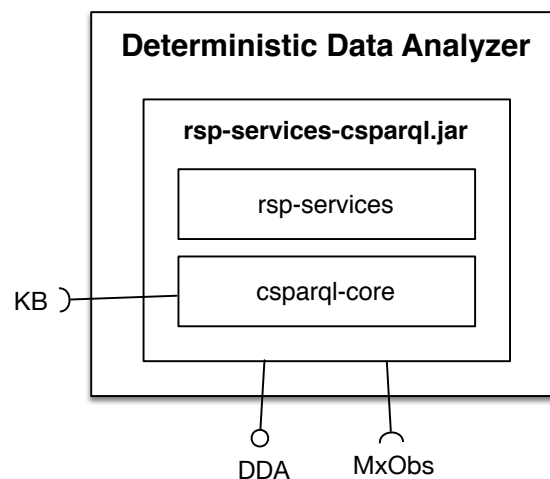 Deterministic Data Analyzer
rsp-services-csparql.jar
rsp-services
csparql-core
KB
DDA
MxObs